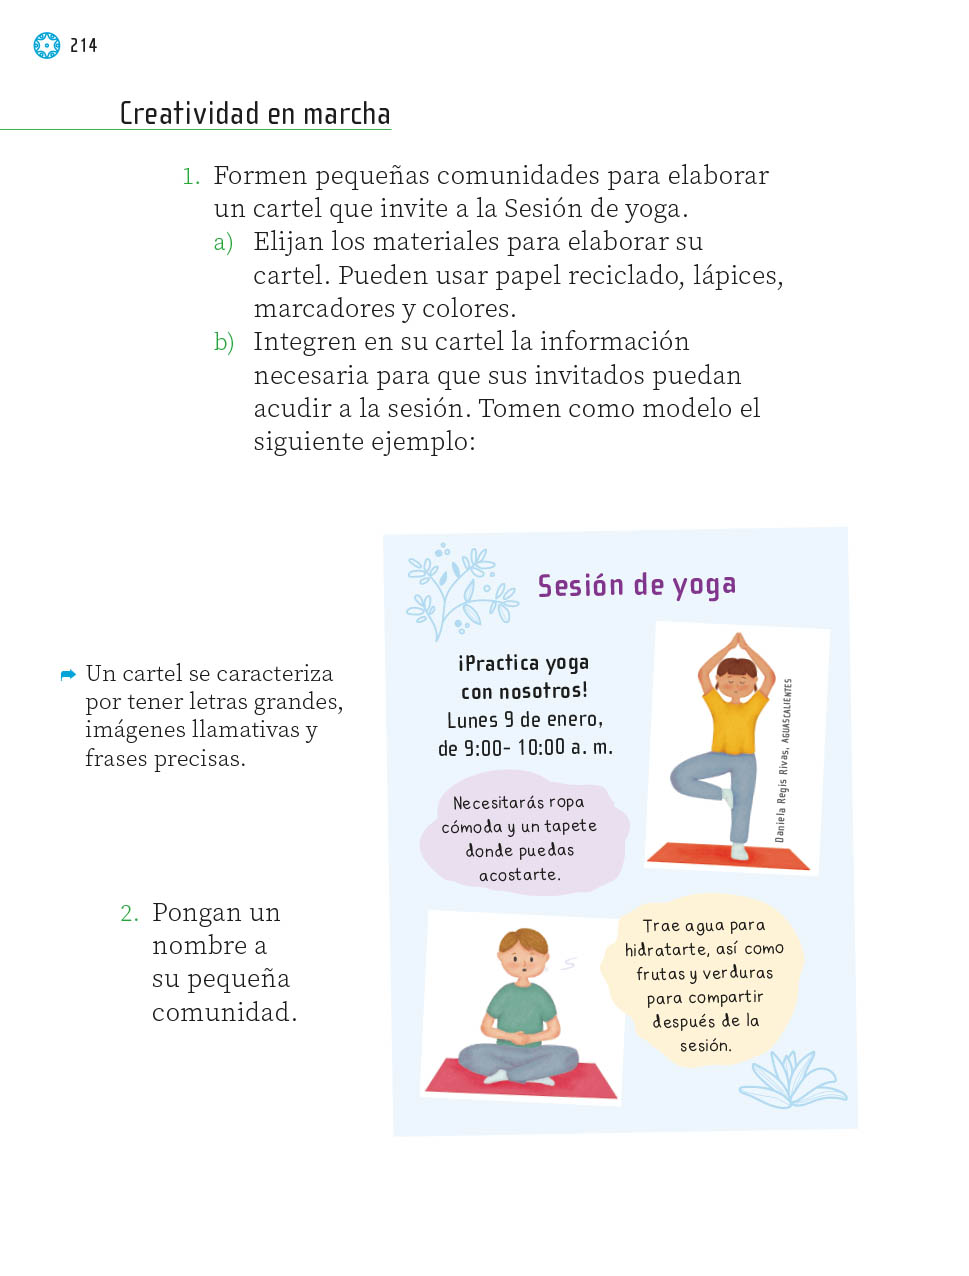 214
Creatividad en marcha
1. Formen pequeñas comunidades para elaborar
un cartel que invite a la Sesión de yoga.
a) Elijan los materiales para elaborar su
cartel. Pueden usar papel reciclado, lápices,
marcadores y colores.
b) Integren en su cartel la información
necesaria para que sus invitados puedan
acudir a la sesión. Tomen como modelo el
siguiente ejemplo:
Un cartel se caracteriza
por tener letras grandes,
imágenes llamativas y
frases precisas.
Sesión de yoga
¡Practica yoga
con nosotros!
Lunes 9 de enero,
de 9:00- 10:00 a. m.
Daniela Regis Rivas, AGUASCALIENTES
Necesitarás ropa
cómoda y un tapete
donde puedas
acostarte.
Trae agua para
hidratarte, así como
frutas y verduras
para compartir
después de la
sesión.
2. Pongan un
nombre a
su pequeña
comunidad.